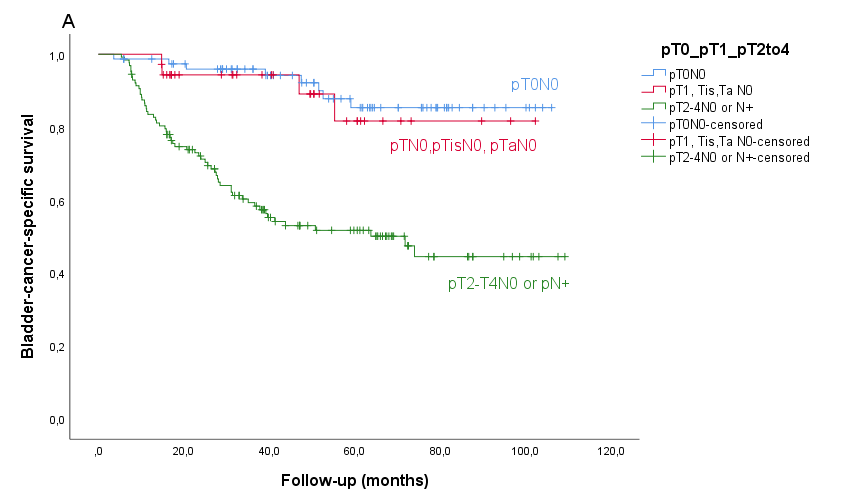 A
pT0_pT1_pT2to4
pT0N0
pT1, Tis,Ta N0
pT2-4N0 or N+
pT0N0-censored
pT1, Tis,Ta N0-censored
pT2-4N0 or N+-censored
Bladder-cancer-specific survival
1,0
0,8
0,6
0,4
0,2
0,0
pT0N0
pTN0,pTisN0, pTaN0
pT2-T4N0 or pN+
,0
20,0
40,0
60,0
80,0
100,0
120,0
Follow-up (months)